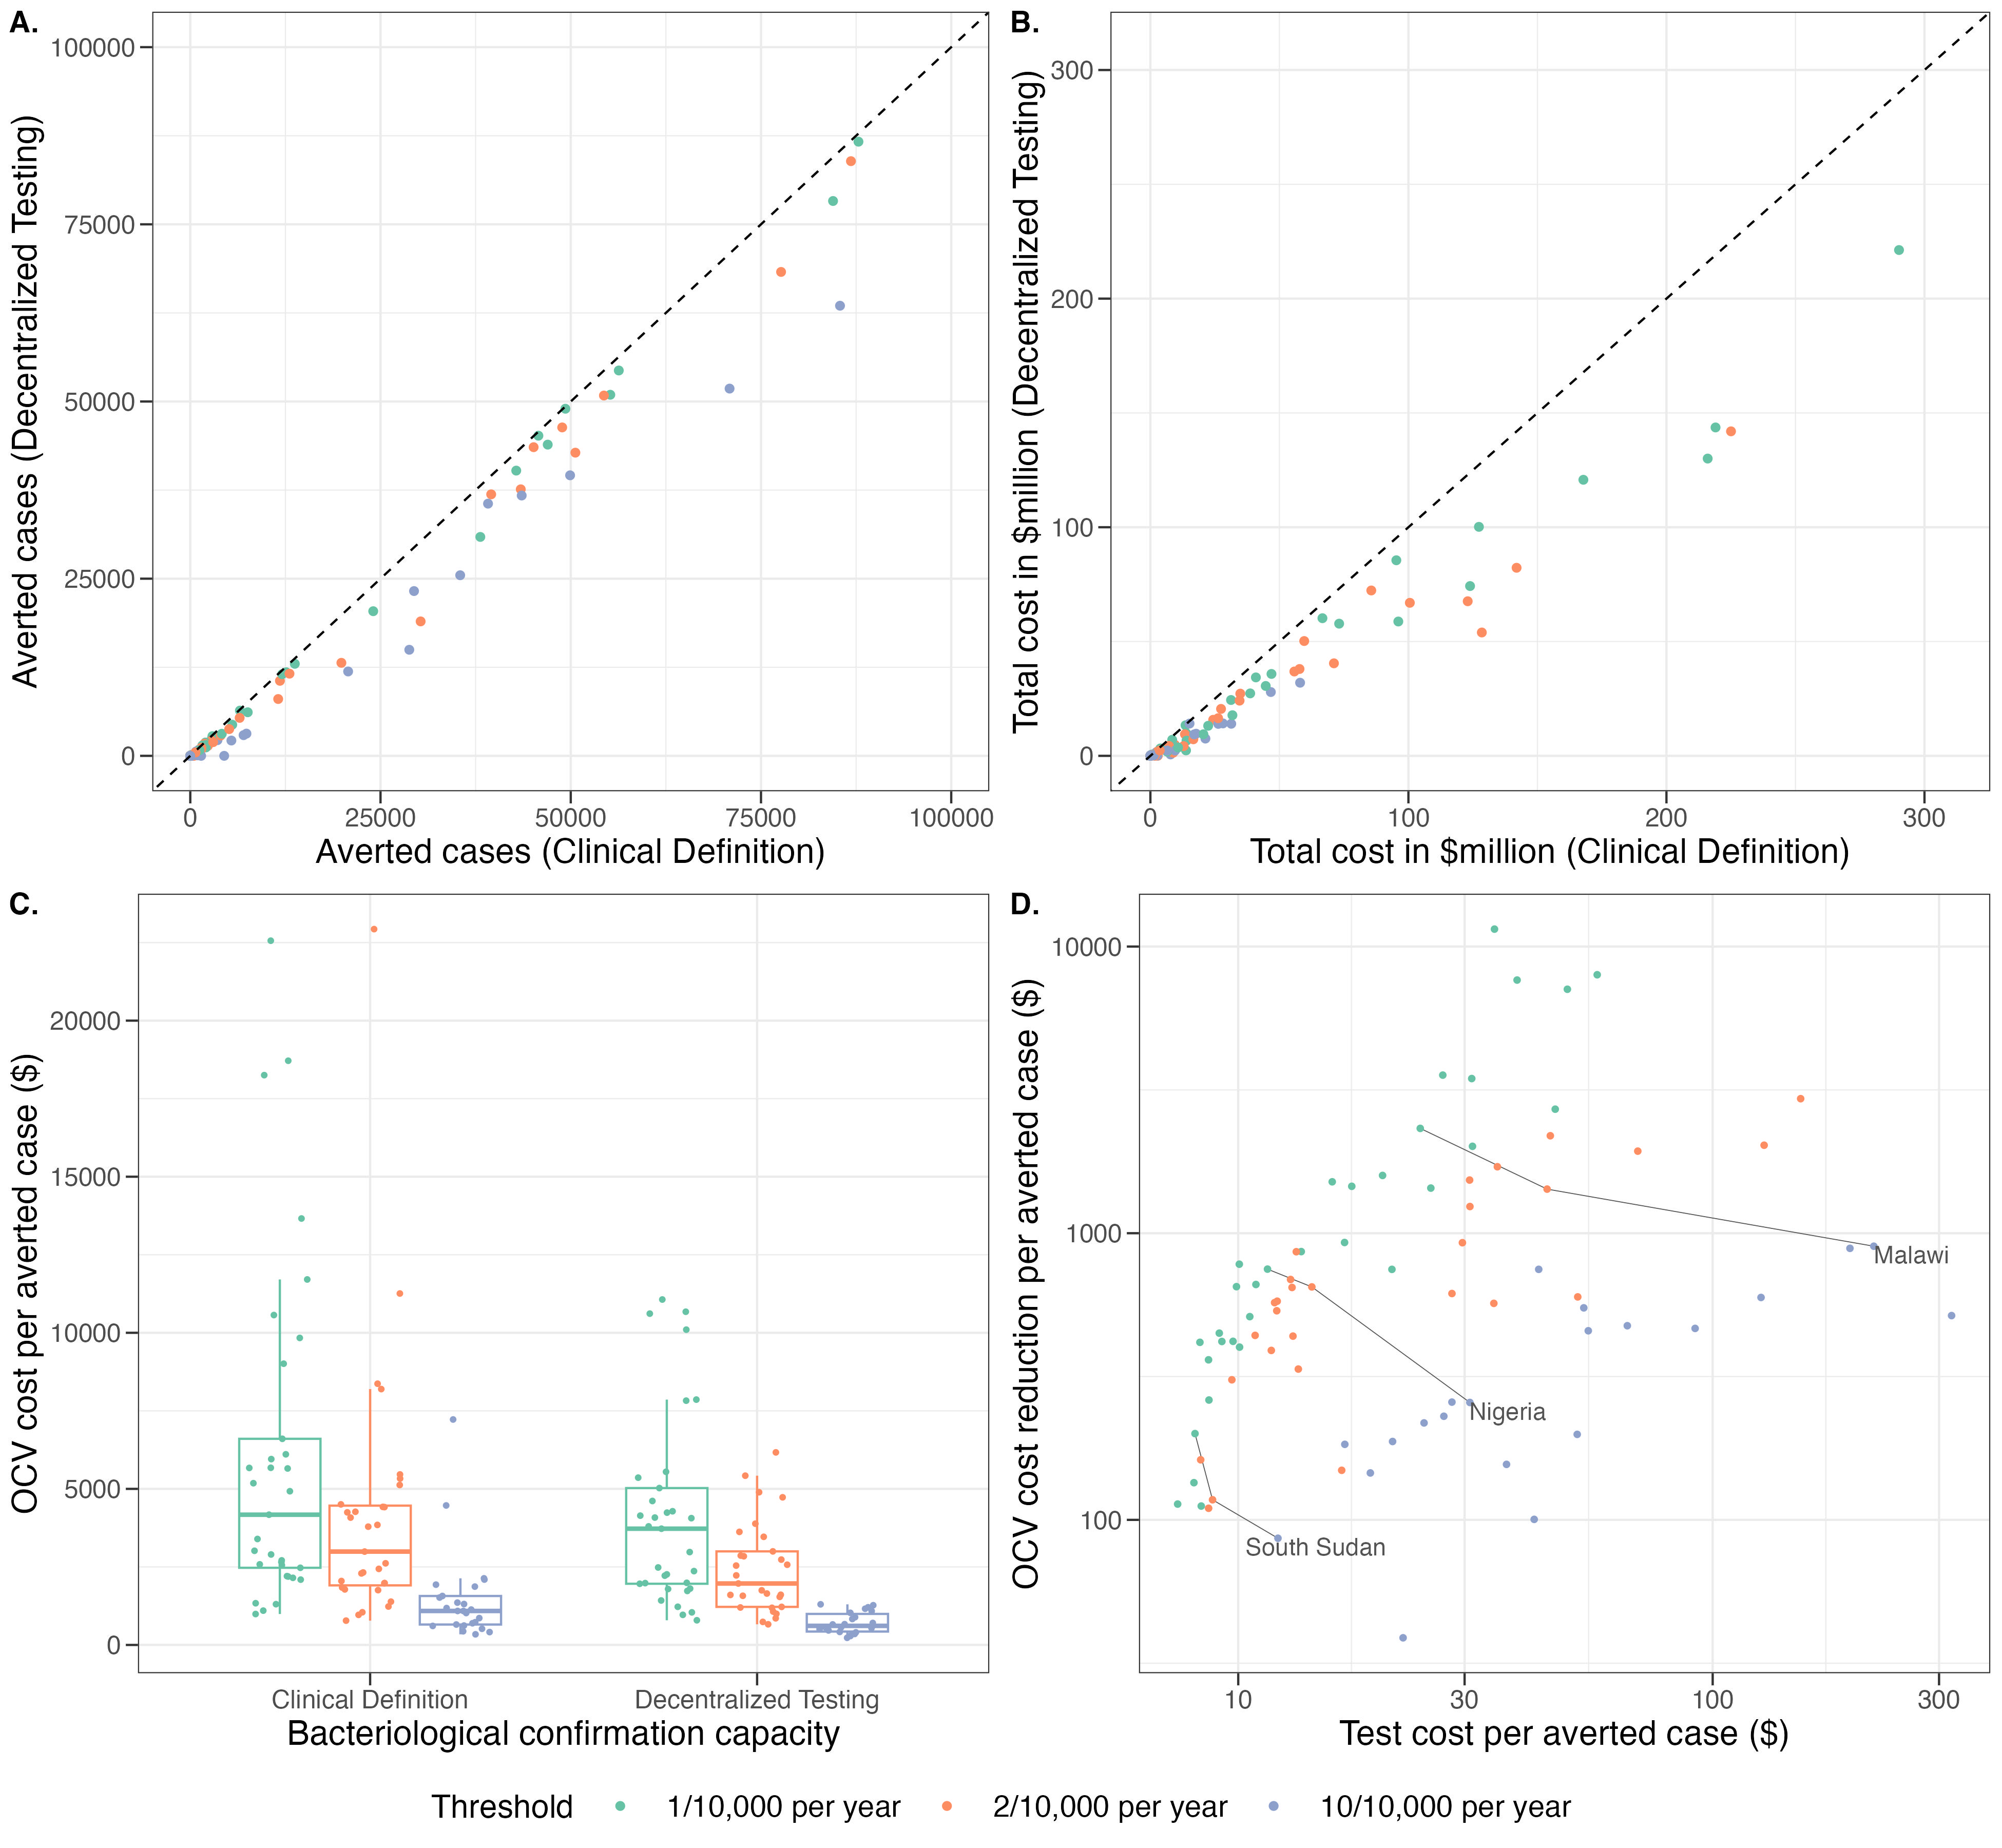 A.
100000
75000
50000
25000
0
Averted cases (Decentralized Testing)
0 25000 50000 75000 100000
Averted cases (Clinical Definition)
B.
300
200
100
0
Total cost in $million (Decentralized Testing)
0 100 200 300
Total cost in $million (Clinical Definition)
C.
20000
15000
10000
5000
0
OCV cost per averted case ($)
Clinical Definition Decentralized Testing
Bacteriological confirmation capacity
D.
10000
1000
100
OCV cost reduction per averted case ($)
Malawi
Nigeria
South Sudan
10 30 100 300
Test cost per averted case ($)
Threshold 1/10,000 per year 2/10,000 per year 10/10,000 per year